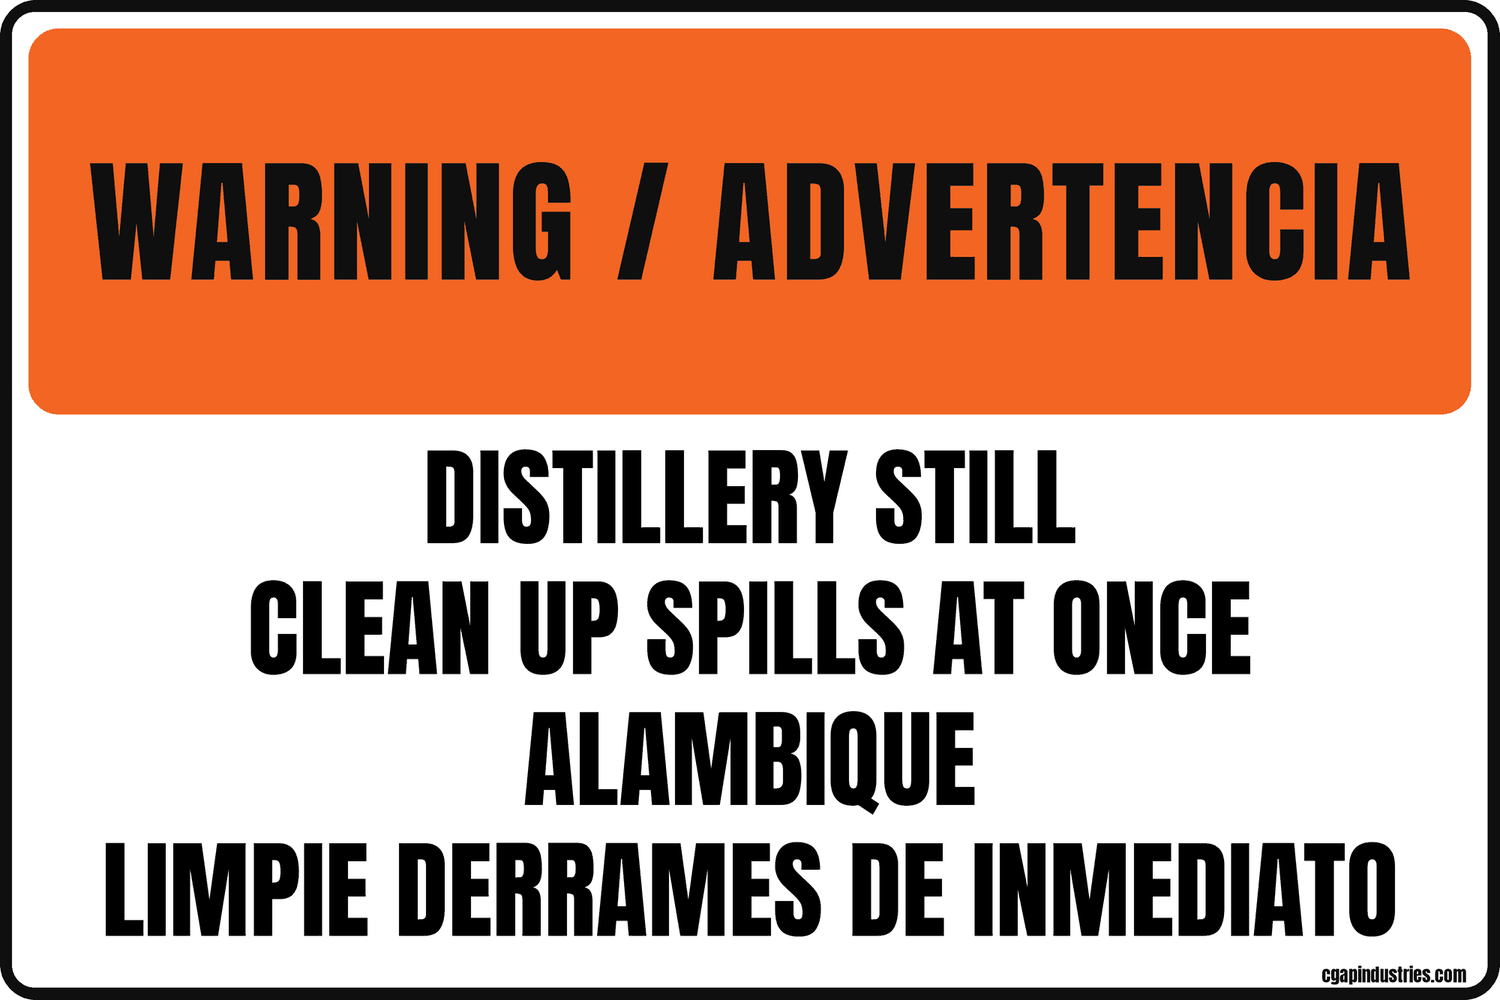 WARNING / ADVERTENCIA
DISTILLERY STILL
CLEAN UP SPILLS AT ONCE
ALAMBIQUE
LIMPIE DERRAMES DE INMEDIATO
cgapindustries.com